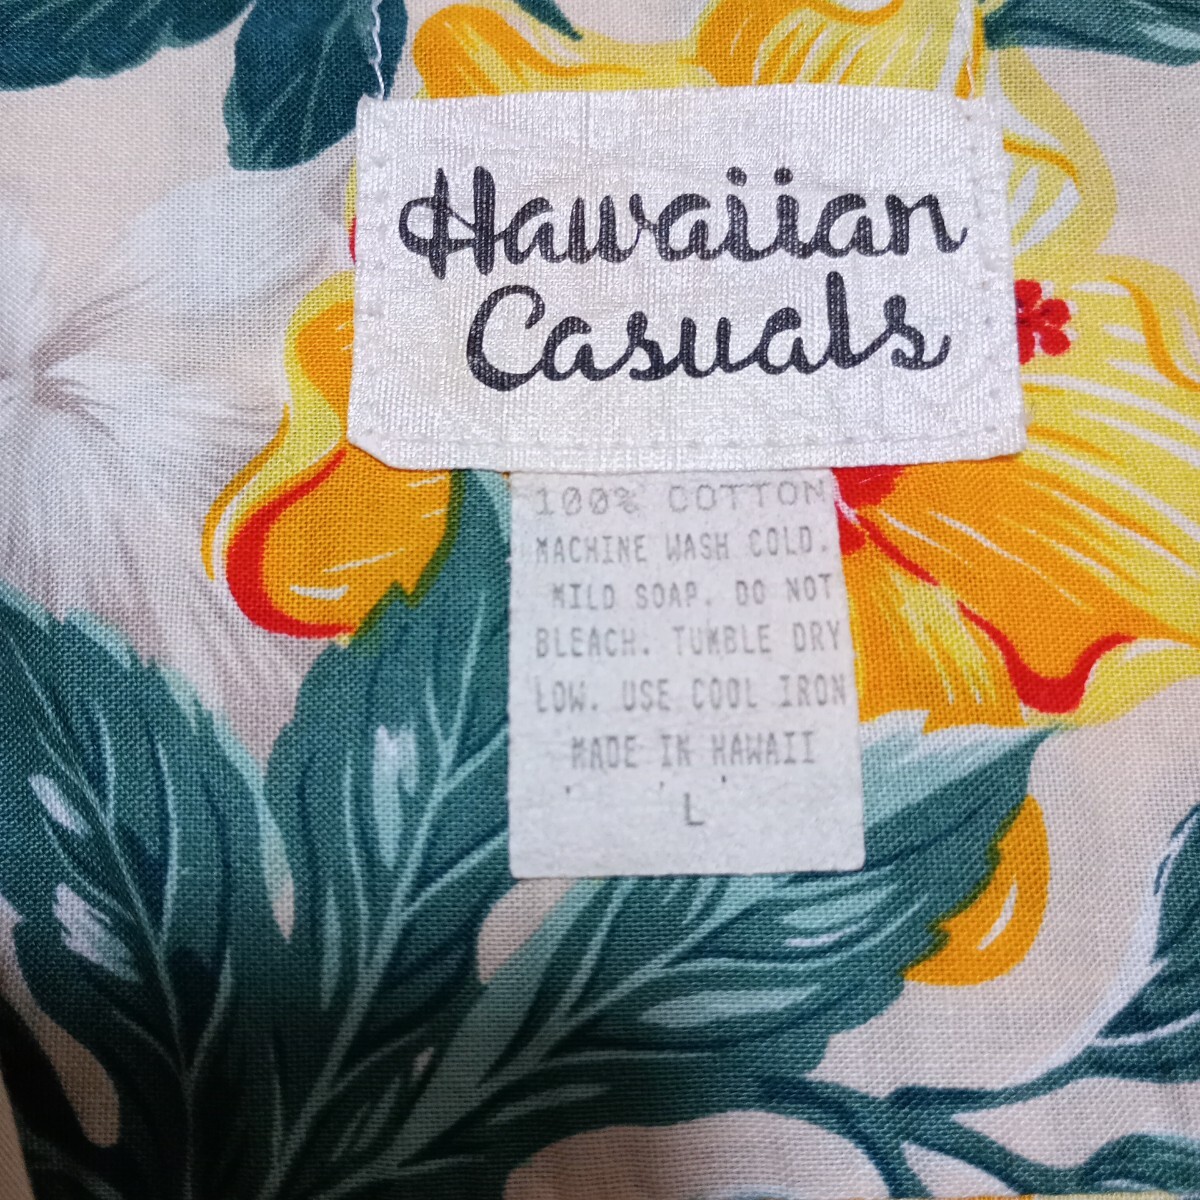 Hawaiian
Casuals
100% COTTON
MACHINE WASH COLD.
MILD SOAP. DO NOT
BLEACH. TUMBLE DRY
LOW. USE COOL IRON
MADE IN HAWAII
L